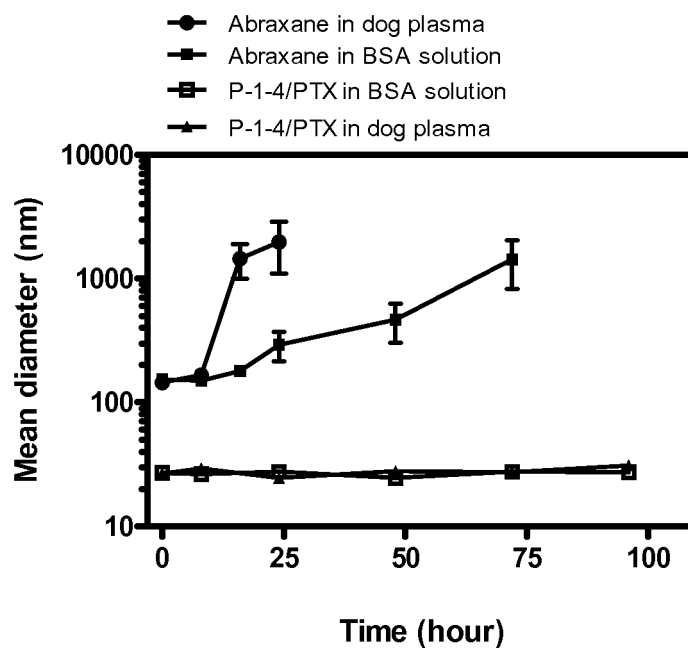 Abraxane in dog plasma
Abraxane in BSA solution
P-1-4/PTX in BSA solution
P-1-4/PTX in dog plasma
10000
1000
100
10
Mean diameter (nm)
0 25 50 75 100
Time (hour)